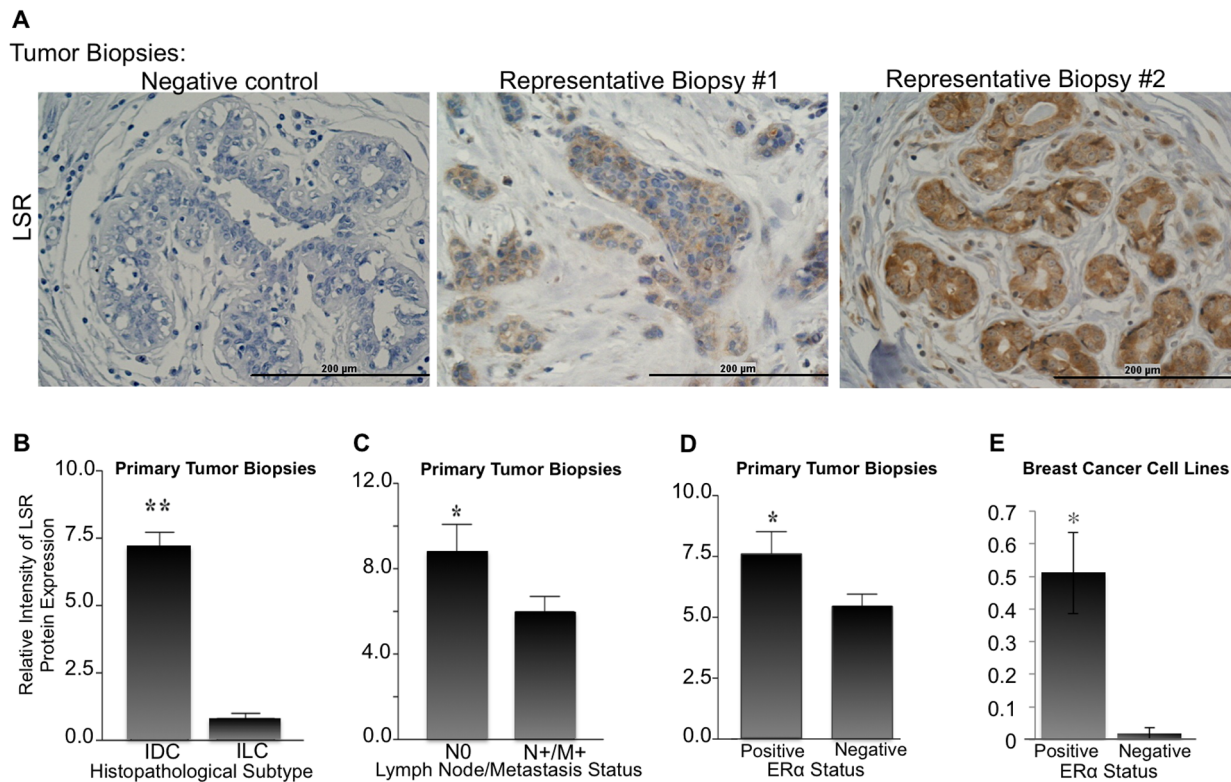 A
Tumor Biopsies:
Negative control
Representative Biopsy #1
Representative Biopsy #2
LSR
200 µm
200 µm
200 µm
B
Primary Tumor Biopsies
Relative Intensity of LSR
Protein Expression
10.0
7.5
5.0
2.5
0.0
**
IDC
ILC
Histopathological Subtype
C
Primary Tumor Biopsies
12.0
8.0
4.0
0.0
*
N0
N+/M+
Lymph Node/Metastasis Status
D
Primary Tumor Biopsies
10.0
7.5
5.0
2.5
0.0
*
Positive
Negative
ERα Status
E
Breast Cancer Cell Lines
0.7
0.6
0.5
0.4
0.3
0.2
0.1
0
*
Positive
Negative
ERα Status